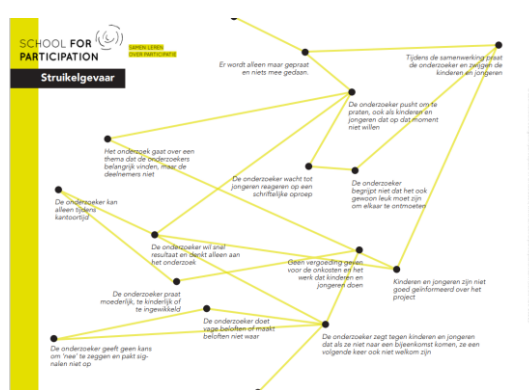 SCHOOL FOR
PARTICIPATION
SAMEN LEREN
OVER PARTICIPATIE
Struikelgevaar
Er wordt alleen maar gepraat
en niets mee gedaan.
Tijdens de samenwerking praat
de onderzoeker en zwijgen de
kinderen en jongeren
De onderzoeker pusht om te
praten, ook als kinderen en
jongeren dat op dat moment
niet willen
Het onderzoek gaat over een
thema dat de onderzoekers
belangrijk vinden, maar de
deelnemers niet
De onderzoeker wacht tot
jongeren reageren op een
schriftelijke oproep
De onderzoeker
begrijpt niet dat het ook
gewoon leuk moet zijn
om elkaar te ontmoeten
De onderzoeker kan
alleen tijdens
kantoortijd
De onderzoeker wil snel
resultaat en denkt alleen aan
het onderzoek
Geen vergoeding geven
voor de onkosten en het
werk dat kinderen en
jongeren doen
Kinderen en jongeren zijn niet
goed geïnformeerd over het
project
De onderzoeker praat
moederlijk, te kinderlijk of
te ingewikkeld
De onderzoeker doet
vage beloften of maakt
beloften niet waar
De onderzoeker zegt tegen kinderen en jongeren
dat als ze niet naar een bijeenkomst komen, ze een
volgende keer ook niet welkom zijn
De onderzoeker geeft geen kans
om 'nee' te zeggen en pakt sig-
nalen niet op